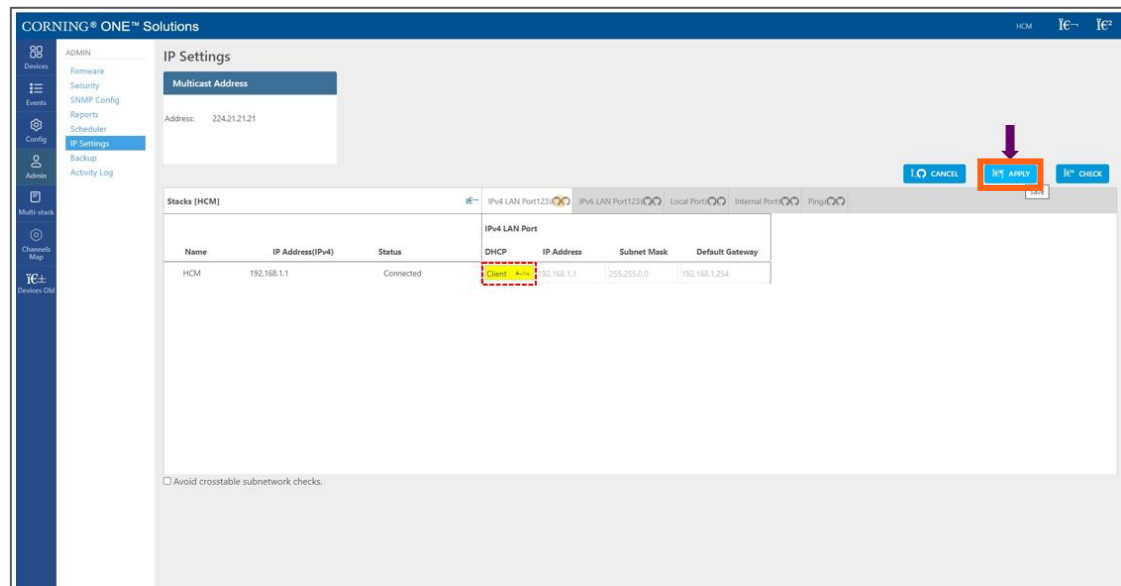 CORNING® ONE™ Solutions
HCM Ï€¬ Ï€²
Devices
Events
Config
Admin
Multi-stack
Channels Map
Ï€±
Devices Old
ADMIN
Firmware
Security
SNMP Config
Reports
Scheduler
IP Settings
Backup
Activity Log
IP Settings
Multicast Address
Address: 224.21.21.21
CANCEL Ï€¶ APPLY Ï€° CHECK
Save
Stacks [HCM] Ï€¬ IPv4 LAN Port123 IPv6 LAN Port123 Local Port Internal Port Ping
IPv4 LAN Port
Name IP Address(IPv4) Status DHCP IP Address Subnet Mask Default Gateway
HCM 192.168.1.1 Connected Client 192.168.1.1 255.255.0.0 192.168.1.254
Avoid crosstable subnetwork checks.